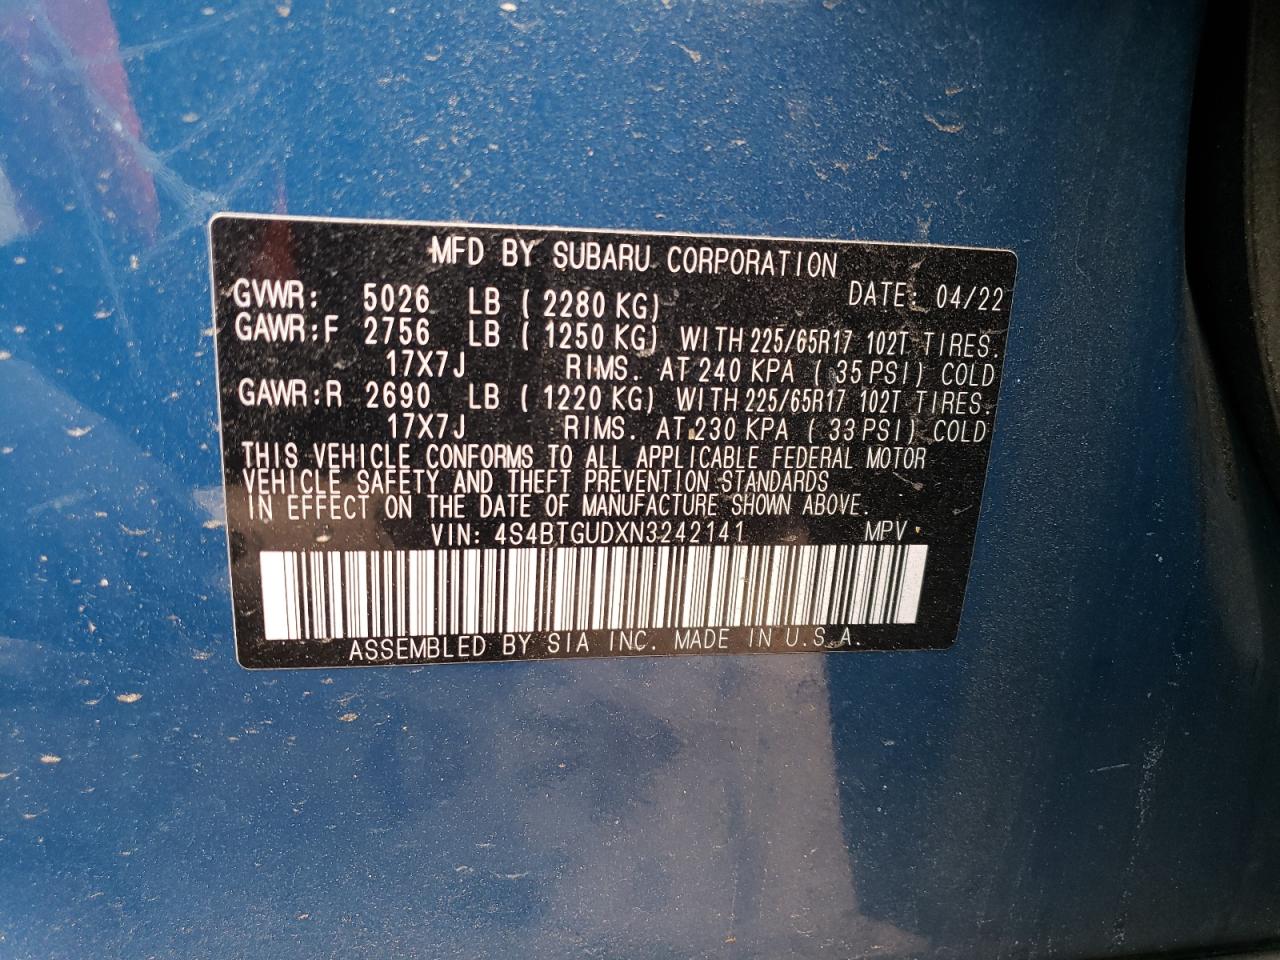 MFD BY SUBARU CORPORATION
GVWR: 5026 LB ( 2280 KG) DATE: 04/22
GAWR:F 2756 LB ( 1250 KG) WITH 225/65R17 102T TIRES.
17X7J RIMS. AT 240 KPA ( 35 PSI) COLD
GAWR:R 2690 LB ( 1220 KG) WITH 225/65R17 102T TIRES.
17X7J RIMS. AT 230 KPA ( 33 PSI) COLD
THIS VEHICLE CONFORMS TO ALL APPLICABLE FEDERAL MOTOR
VEHICLE SAFETY AND THEFT PREVENTION STANDARDS
IN EFFECT ON THE DATE OF MANUFACTURE SHOWN ABOVE.
VIN: 4S4BTGUDXN3242141 MPV
ASSEMBLED BY SIA INC. MADE IN U.S.A.